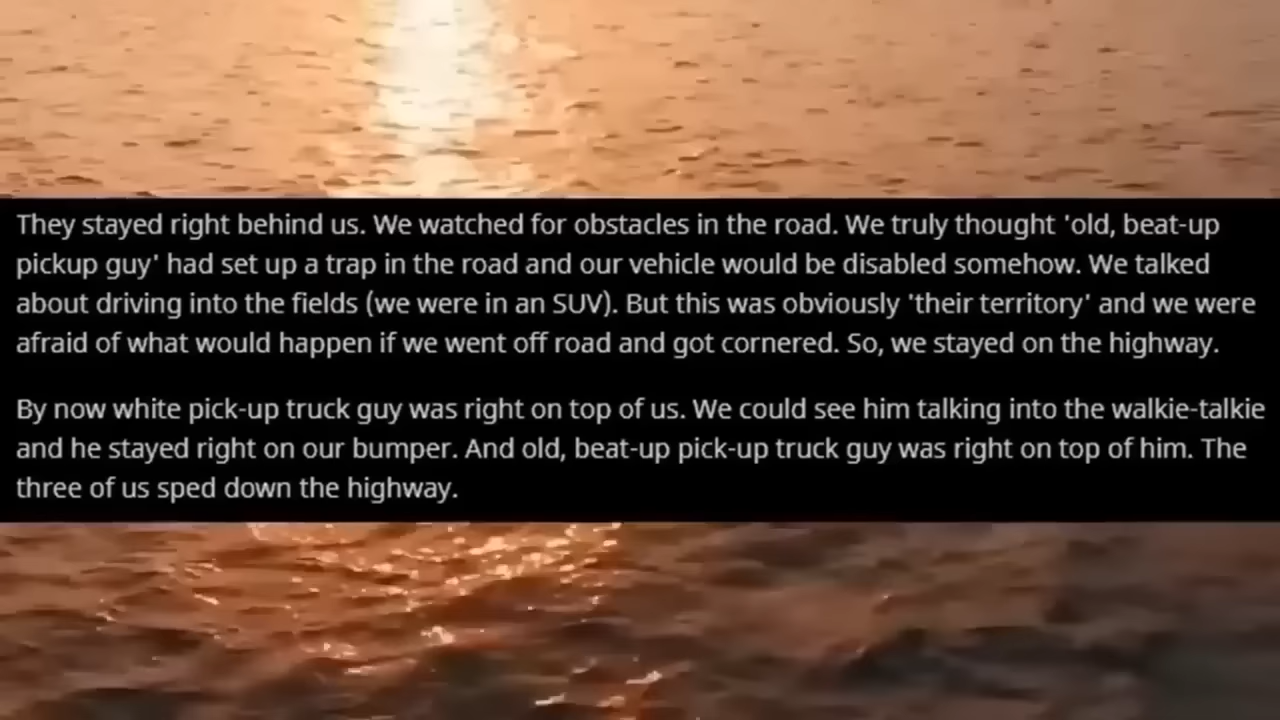 They stayed right behind us. We watched for obstacles in the road. We truly thought 'old, beat-up
pickup guy' had set up a trap in the road and our vehicle would be disabled somehow. We talked
about driving into the fields (we were in an SUV). But this was obviously 'their territory' and we were
afraid of what would happen if we went off road and got cornered. So, we stayed on the highway.
By now white pick-up truck guy was right on top of us. We could see him talking into the walkie-talkie
and he stayed right on our bumper. And old, beat-up pick-up truck guy was right on top of him. The
three of us sped down the highway.